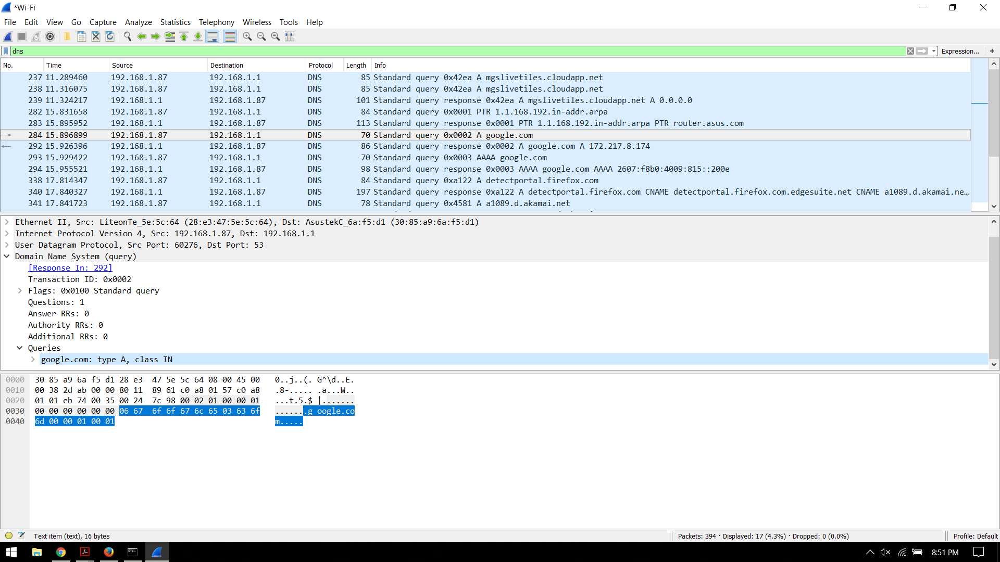 *Wi-Fi
File Edit View Go Capture Analyze Statistics Telephony Wireless Tools Help
dns Expression... +
No. Time Source Destination Protocol Length Info
237 11.289460 192.168.1.87 192.168.1.1 DNS 85 Standard query 0x42ea A mgslivetiles.cloudapp.net
238 11.316075 192.168.1.87 192.168.1.1 DNS 85 Standard query 0x42ea A mgslivetiles.cloudapp.net
239 11.324217 192.168.1.1 192.168.1.87 DNS 101 Standard query response 0x42ea A mgslivetiles.cloudapp.net A 0.0.0.0
282 15.831658 192.168.1.87 192.168.1.1 DNS 84 Standard query 0x0001 PTR 1.1.168.192.in-addr.arpa
283 15.895952 192.168.1.1 192.168.1.87 DNS 113 Standard query response 0x0001 PTR 1.1.168.192.in-addr.arpa PTR router.asus.com
284 15.896899 192.168.1.87 192.168.1.1 DNS 70 Standard query 0x0002 A google.com
292 15.926396 192.168.1.1 192.168.1.87 DNS 86 Standard query response 0x0002 A google.com A 172.217.8.174
293 15.929422 192.168.1.87 192.168.1.1 DNS 70 Standard query 0x0003 AAAA google.com
294 15.955521 192.168.1.1 192.168.1.87 DNS 98 Standard query response 0x0003 AAAA google.com AAAA 2607:f8b0:4009:815::200e
338 17.814347 192.168.1.87 192.168.1.1 DNS 84 Standard query 0xa122 A detectportal.firefox.com
340 17.840327 192.168.1.1 192.168.1.87 DNS 197 Standard query response 0xa122 A detectportal.firefox.com CNAME detectportal.firefox.com.edgesuite.net CNAME a1089.d.akamai.ne…
341 17.841723 192.168.1.87 192.168.1.1 DNS 78 Standard query 0x4581 A a1089.d.akamai.net
Ethernet II, Src: LiteonTe_5e:5c:64 (28:e3:47:5e:5c:64), Dst: AsustekC_6a:f5:d1 (30:85:a9:6a:f5:d1)
Internet Protocol Version 4, Src: 192.168.1.87, Dst: 192.168.1.1
User Datagram Protocol, Src Port: 60276, Dst Port: 53
Domain Name System (query)
[Response In: 292]
Transaction ID: 0x0002
Flags: 0x0100 Standard query
Questions: 1
Answer RRs: 0
Authority RRs: 0
Additional RRs: 0
Queries
google.com: type A, class IN
0000 30 85 a9 6a f5 d1 28 e3 47 5e 5c 64 08 00 45 00 0..j..(. G^\d..E.
0010 00 38 2d ab 00 00 80 11 89 61 c0 a8 01 57 c0 a8 .8-..... .a...W..
0020 01 01 eb 74 00 35 00 24 7c 98 00 02 01 00 00 01 ...t.5.$ |.......
0030 00 00 00 00 00 00 06 67 6f 6f 67 6c 65 03 63 6f .......g oogle.co
0040 6d 00 00 01 00 01 m.....
Text item (text), 16 bytes Packets: 394 · Displayed: 17 (4.3%) · Dropped: 0 (0.0%) Profile: Default
8:51 PM